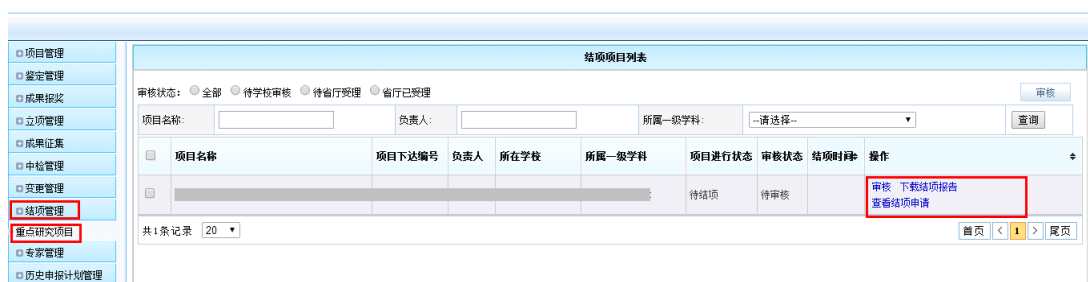 项目管理
鉴定管理
成果报奖
立项管理
成果征集
中检管理
变更管理
结项管理
重点研究项目
专家管理
历史申报计划管理
结项项目列表
审核状态: 全部 待学校审核 待省厅受理 省厅已受理
审核
项目名称: 负责人: 所属一级学科: --请选择-- 查询
项目名称 项目下达编号 负责人 所在学校 所属一级学科 项目进行状态 审核状态 结项时间 操作
待结项 待审核 审核 下载结项报告
查看结项申请
共1条记录 20 首页 < 1 > 尾页